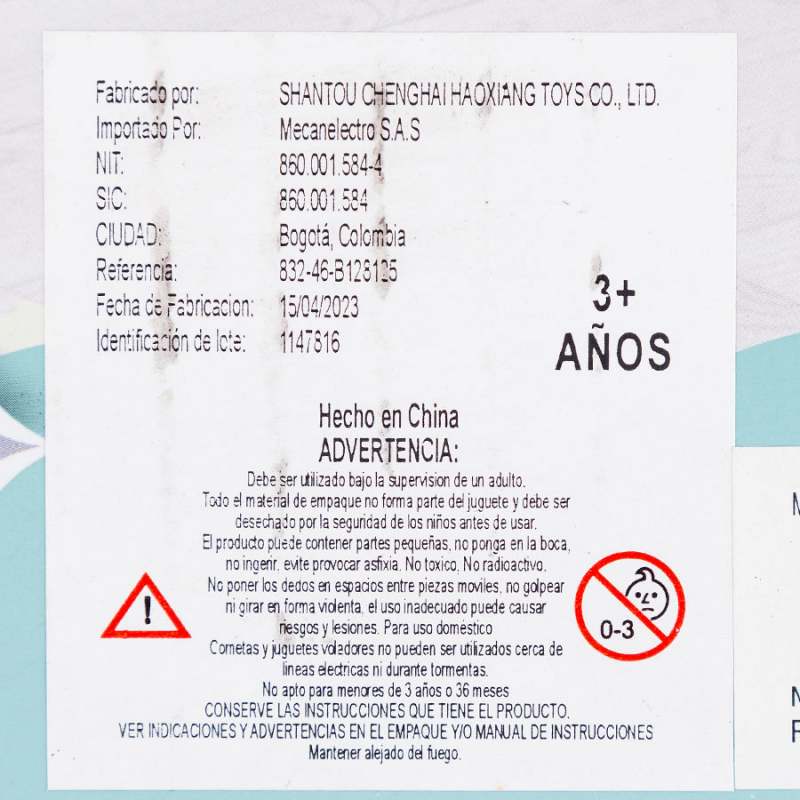 Fabricado por: SHANTOU CHENGHAI HAOXIANG TOYS CO., LTD.
Importado Por: Mecanelectro S.A.S
NIT: 860.001.584-4
SIC: 860.001.584
CIUDAD: Bogotá, Colombia
Referencia: 832-46-B128125
Fecha de Fabricacion: 15/04/2023
Identificación de lote: 1147816
3+
AÑOS
Hecho en China
ADVERTENCIA:
Debe ser utilizado bajo la supervision de un adulto.
Todo el material de empaque no forma parte del juguete y debe ser
desechado por la seguridad de los niños antes de usar.
El producto puede contener partes pequeñas, no ponga en la boca,
no ingerir, evite provocar asfixia. No toxico, No radioactivo.
No poner los dedos en espacios entre piezas moviles, no golpear
ni girar en forma violenta, el uso inadecuado puede causar
riesgos y lesiones. Para uso doméstico
Cometas y juguetes voladores no pueden ser utilizados cerca de
lineas electricas ni durante tormentas.
No apto para menores de 3 años o 36 meses
CONSERVE LAS INSTRUCCIONES QUE TIENE EL PRODUCTO.
VER INDICACIONES Y ADVERTENCIAS EN EL EMPAQUE Y/O MANUAL DE INSTRUCCIONES
Mantener alejado del fuego.
!
0-3